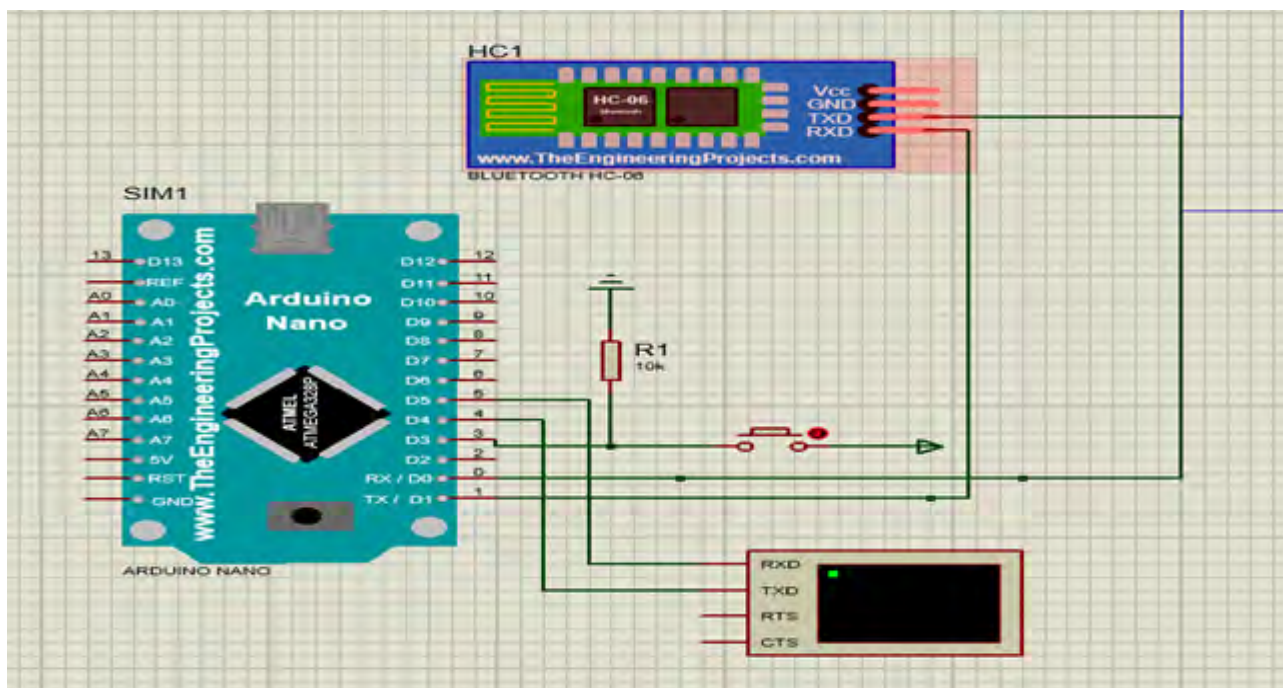 HC1
HC-06
Vcc
GND
TXD
RXD
www.TheEngineeringProjects.com
BLUETOOTH HC-06
SIM1
www.TheEngineeringProjects.com
Arduino
Nano
ATMEL
ATMEGA328P
13 D13
REF
A0 A0
A1 A1
A2 A2
A3 A3
A4 A4
A5 A5
A6 A6
A7 A7
5V
RST
GND
D12 12
D11 11
D10 10
D9 9
D8 8
D7 7
D6 6
D5 5
D4 4
D3 3
D2 2
RX / D0 0
TX / D1 1
ARDUINO NANO
R1
10k
RXD
TXD
RTS
CTS